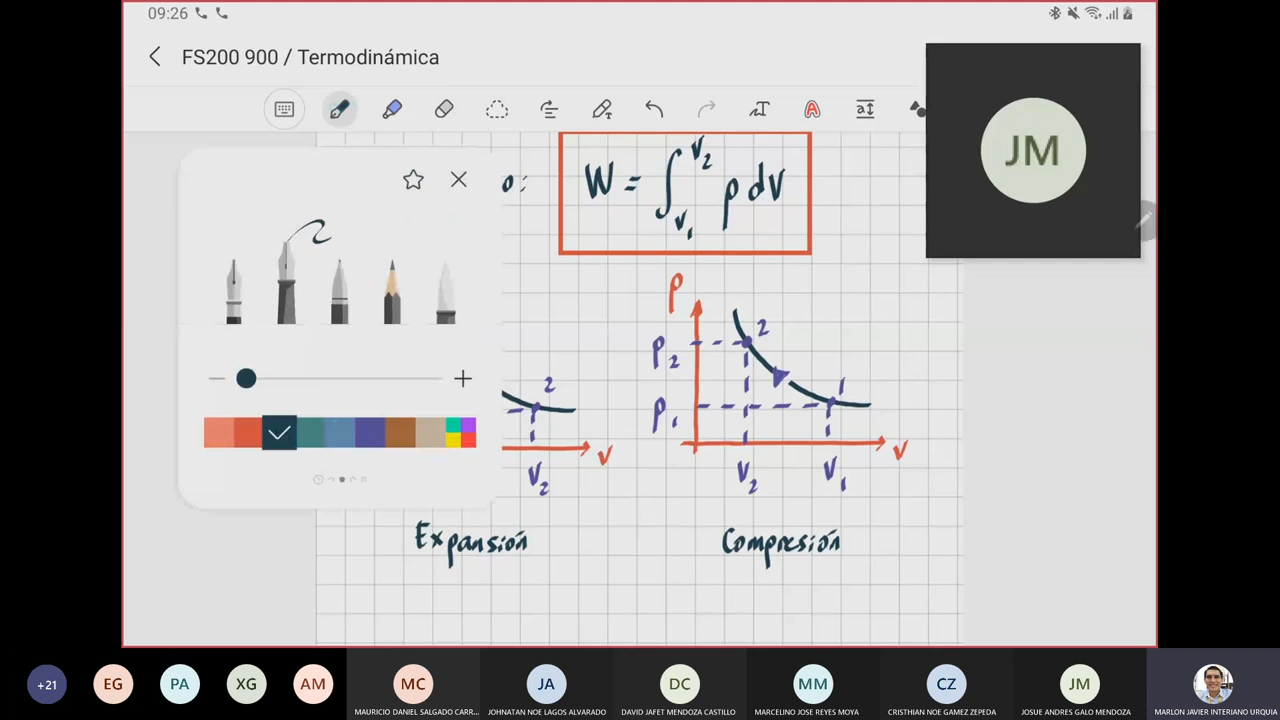 09:26
FS200 900 / Termodinámica
JM
o:
W = ∫ V₂ V₁ p dV
p
p₂
2
p₁
1
V₂
V₁
V
2
V
V₂
Expansión
Compresión
+21
EG
PA
XG
AM
MC
JA
DC
MM
CZ
JM
MAURICIO DANIEL SALGADO CARR...
JOHNATAN NOE LAGOS ALVARADO
DAVID JAFET MENDOZA CASTILLO
MARCELINO JOSE REYES MOYA
CRISTHIAN NOE GAMEZ ZEPEDA
JOSUE ANDRES GALO MENDOZA
MARLON JAVIER INTERIANO URQUIA